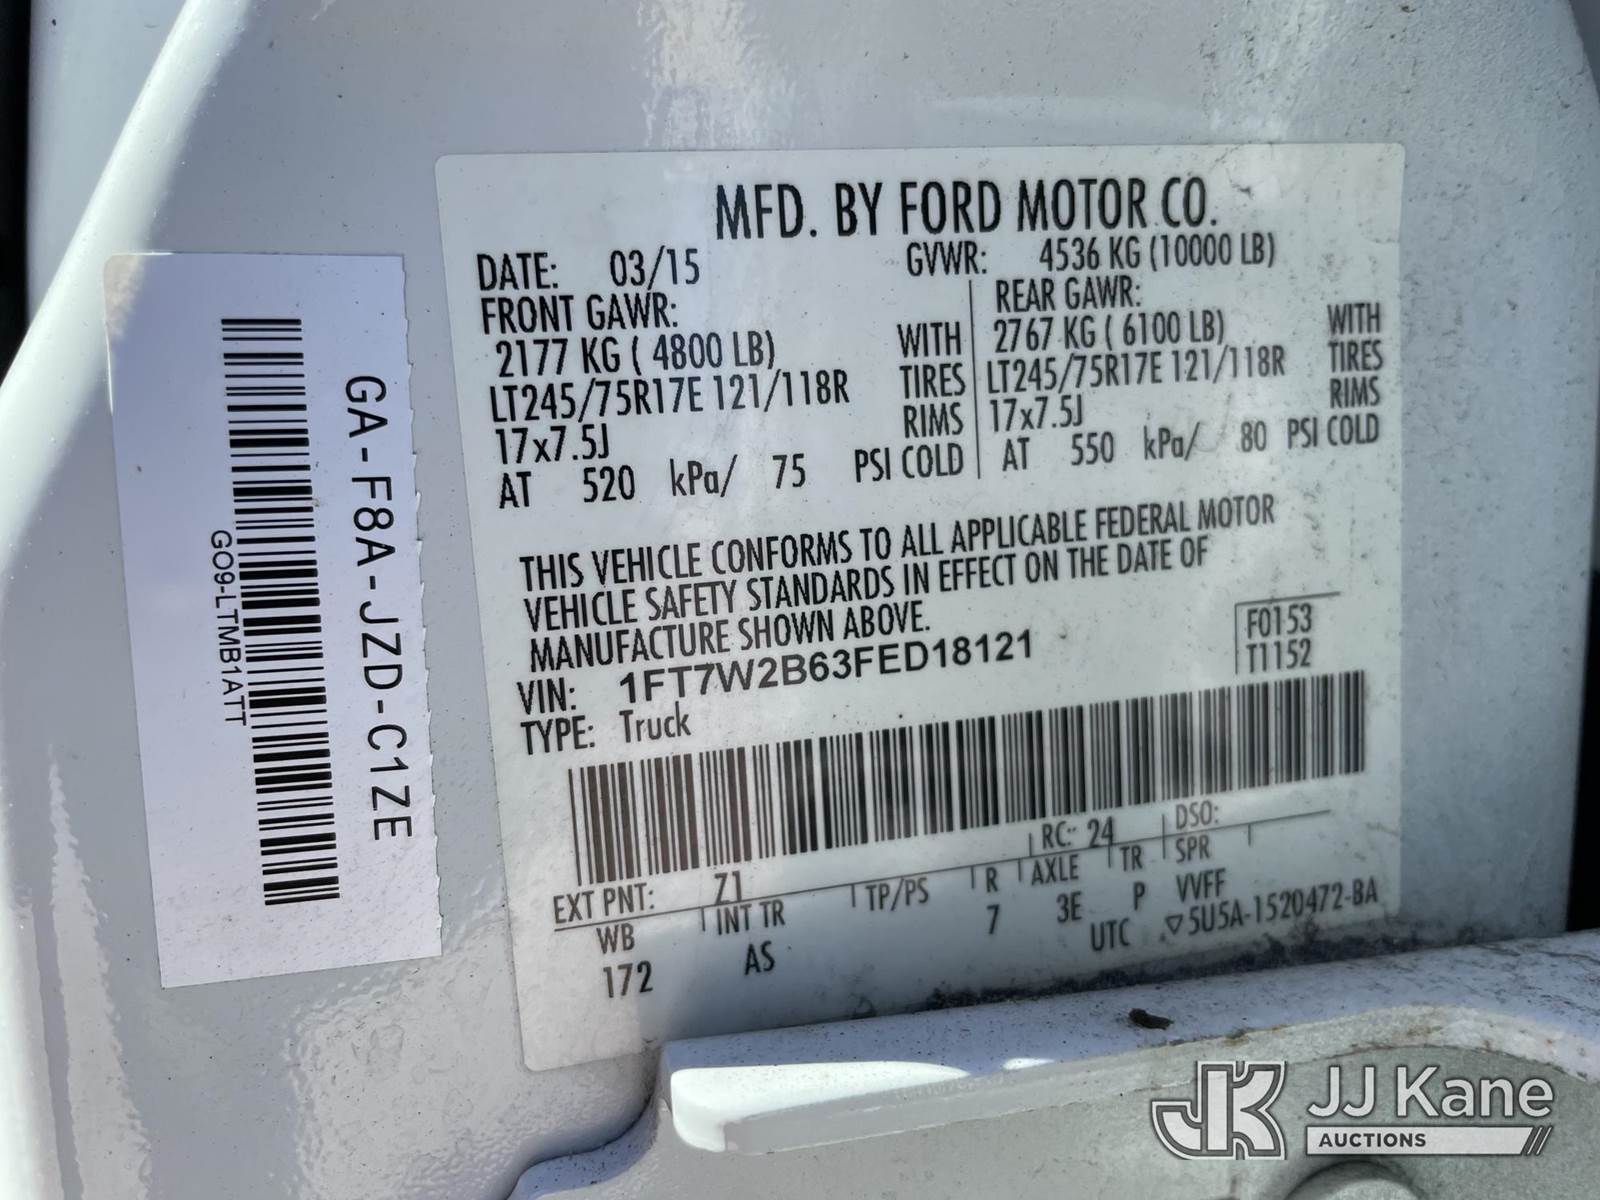 MFD. BY FORD MOTOR CO.
DATE: 03/15 GVWR: 4536 KG (10000 LB)
FRONT GAWR: REAR GAWR:
2177 KG ( 4800 LB) WITH 2767 KG ( 6100 LB) WITH
LT245/75R17E 121/118R TIRES LT245/75R17E 121/118R TIRES
17x7.5J RIMS 17x7.5J RIMS
AT 520 kPa/ 75 PSI COLD AT 550 kPa/ 80 PSI COLD
THIS VEHICLE CONFORMS TO ALL APPLICABLE FEDERAL MOTOR
VEHICLE SAFETY STANDARDS IN EFFECT ON THE DATE OF
MANUFACTURE SHOWN ABOVE.
F0153
VIN: 1FT7W2B63FED18121 T1152
TYPE: Truck
EXT PNT: Z1 RC: 24 DSO:
WB INT TR TP/PS R AXLE TR SPR
172 AS 7 3E P VVFF
UTC ▽5U5A-1520472-BA
GA-F8A-JZD-C1ZE
GO9-LTMB1ATT
JK JJ Kane
AUCTIONS